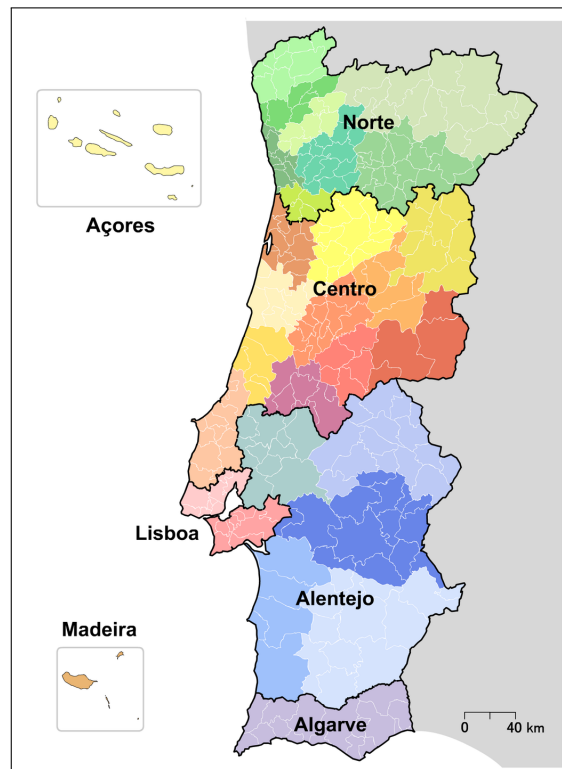 Norte
Açores
Centro
Lisboa
Alentejo
Madeira
Algarve
0 40 km